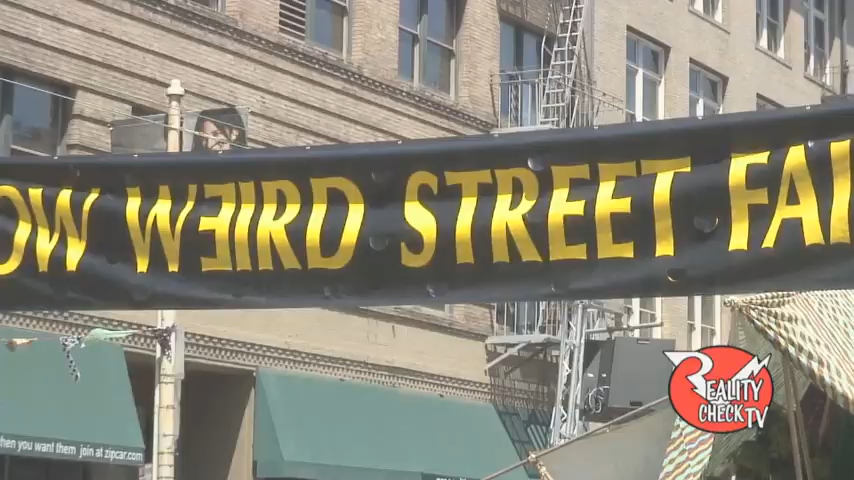 OW WEIRD STREET FAI
hen you want them join at zipcar.com
REALITY
CHECK TV